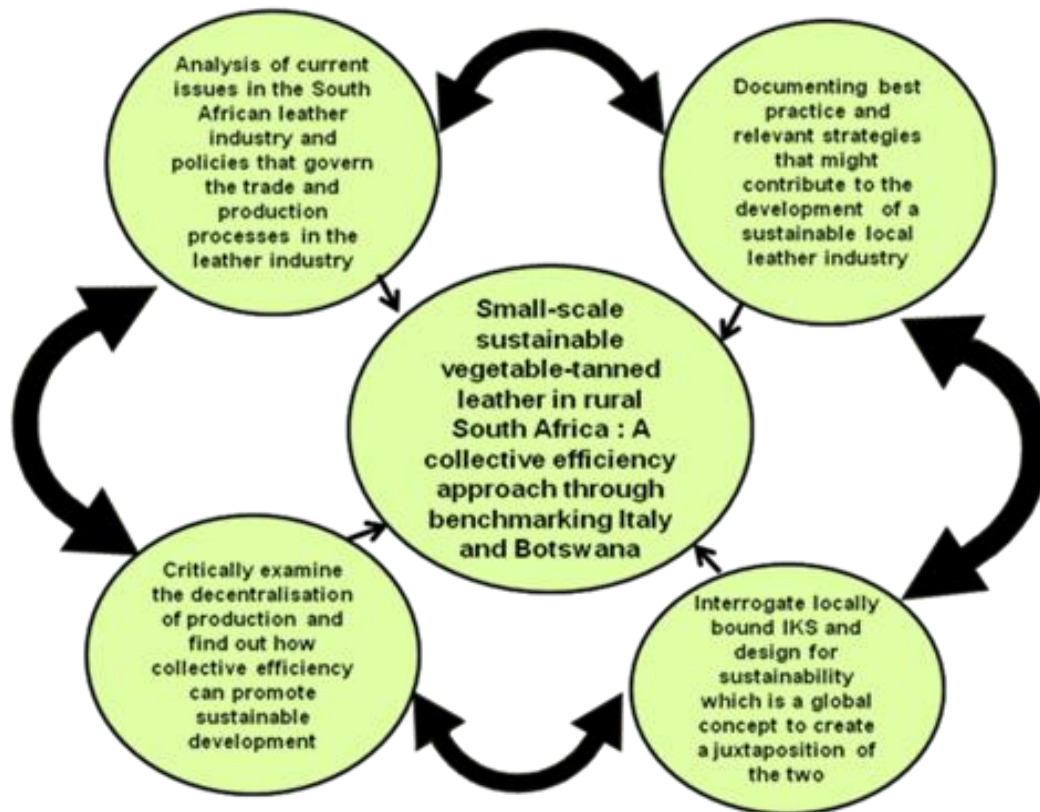 Analysis of current
issues in the South
African leather
industry and
policies that govern
the trade and
production
processes in the
leather industry
Documenting best
practice and
relevant strategies
that might
contribute to the
development of a
sustainable local
leather industry
Small-scale
sustainable
vegetable-tanned
leather in rural
South Africa : A
collective efficiency
approach through
benchmarking Italy
and Botswana
Critically examine
the decentralisation
of production and
find out how
collective efficiency
can promote
sustainable
development
Interrogate locally
bound IKS and
design for
sustainability
which is a global
concept to create
a juxtaposition of
the two